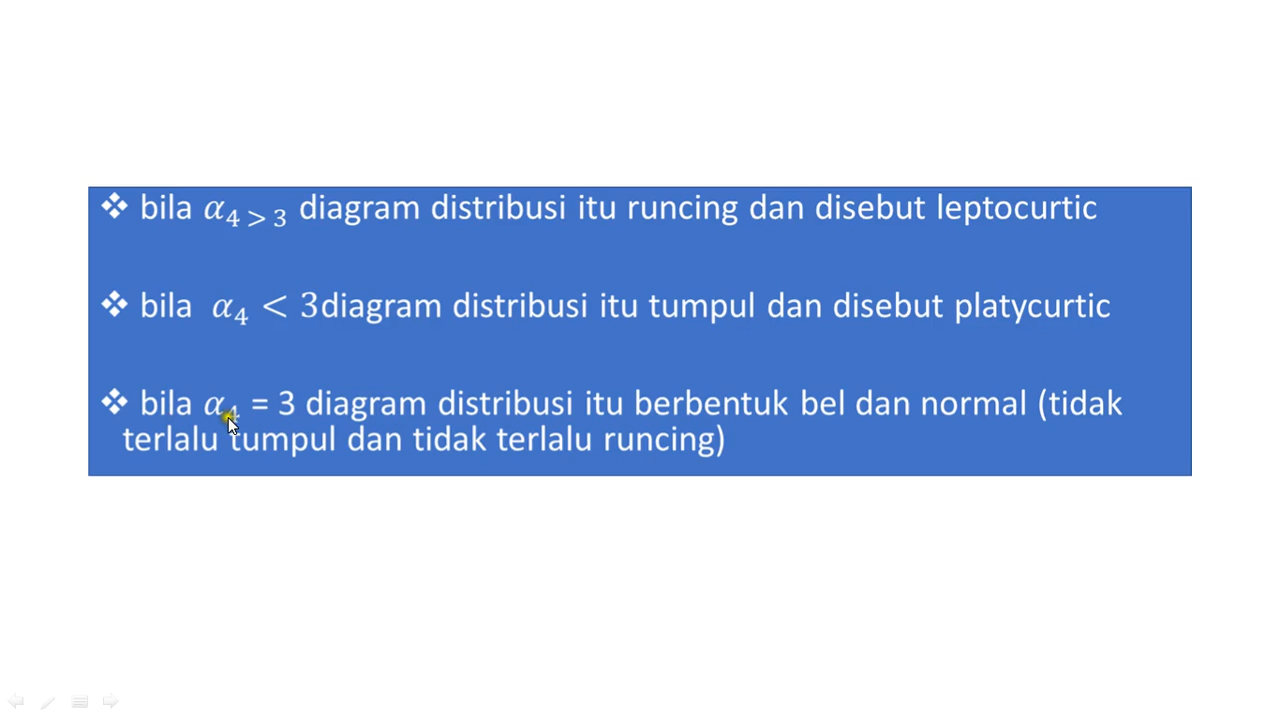 ❖ bila 𝛼₄ ﹥ ₃ diagram distribusi itu runcing dan disebut leptocurtic
❖ bila 𝛼₄ < 3diagram distribusi itu tumpul dan disebut platycurtic
❖ bila 𝛼₄ = 3 diagram distribusi itu berbentuk bel dan normal (tidak
terlalu tumpul dan tidak terlalu runcing)